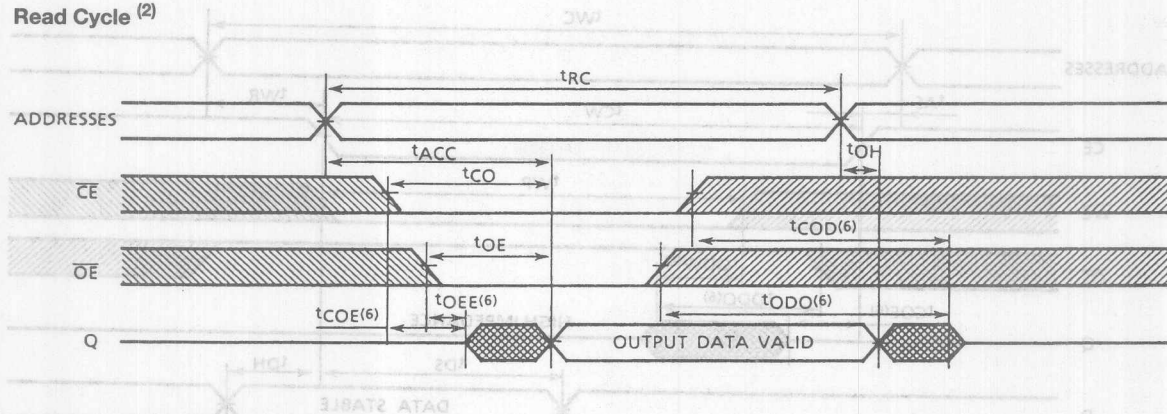 Read Cycle (2)
tRC
ADDRESSES
tACC
tOH
tCO
CE
tCOD(6)
tOE
OE
tOEE(6)
tODO(6)
tCOE(6)
Q
OUTPUT DATA VALID